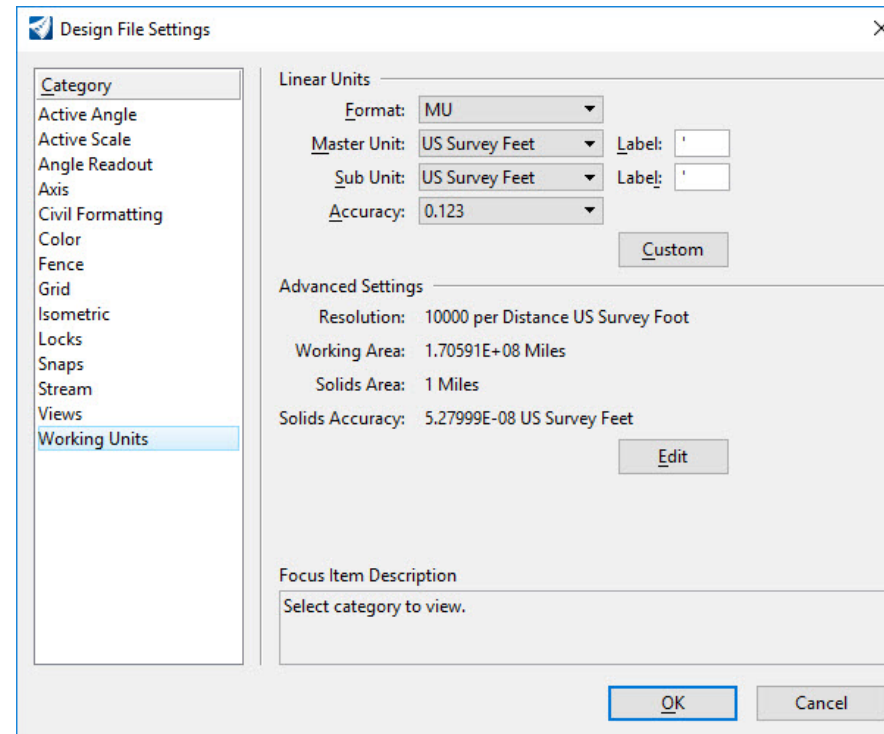 Design File Settings
Category
Active Angle
Active Scale
Angle Readout
Axis
Civil Formatting
Color
Fence
Grid
Isometric
Locks
Snaps
Stream
Views
Working Units
Linear Units
Format: MU
Master Unit: US Survey Feet Label: '
Sub Unit: US Survey Feet Label: '
Accuracy: 0.123
Custom
Advanced Settings
Resolution: 10000 per Distance US Survey Foot
Working Area: 1.70591E+08 Miles
Solids Area: 1 Miles
Solids Accuracy: 5.27999E-08 US Survey Feet
Edit
Focus Item Description
Select category to view.
OK Cancel